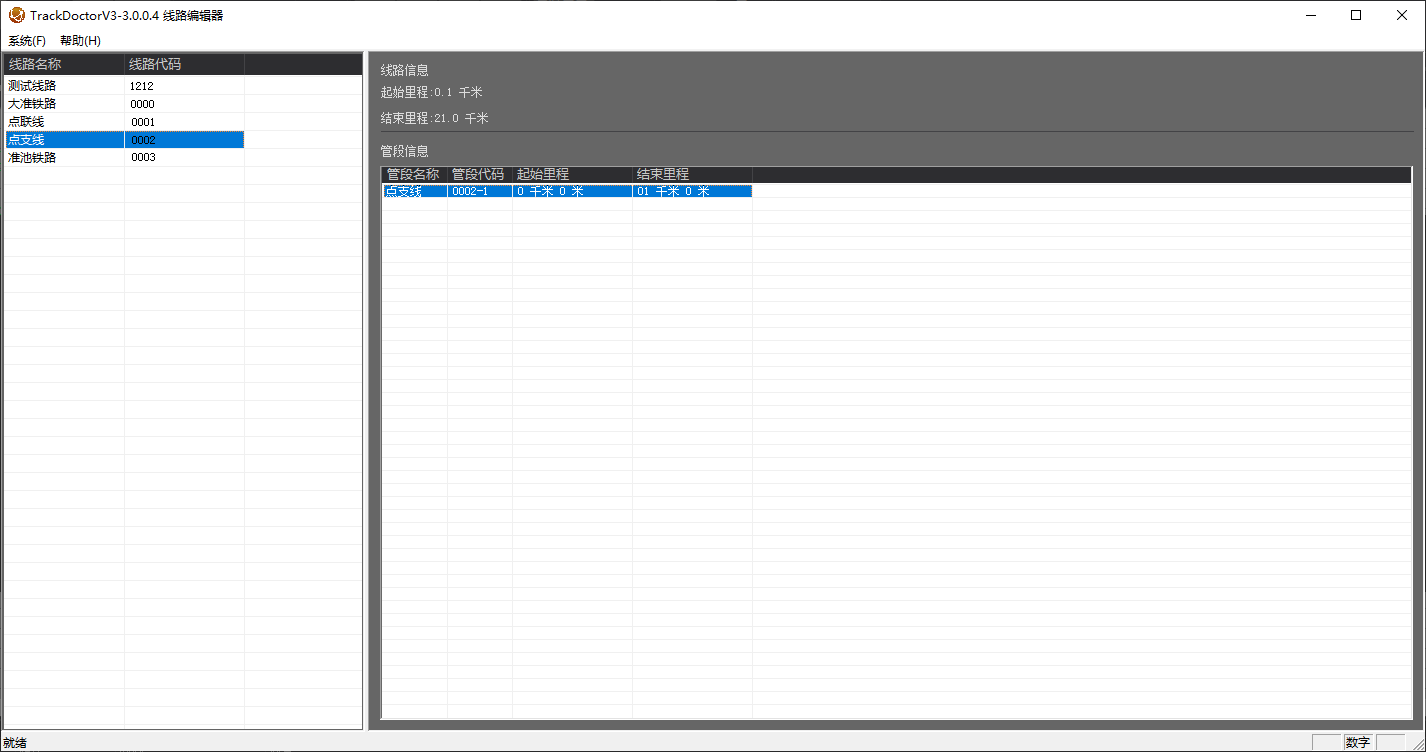 TrackDoctorV3-3.0.0.4 线路编辑器
系统(F) 帮助(H)
线路名称 线路代码
测试线路 1212
大准铁路 0000
点联线 0001
点支线 0002
准池铁路 0003
线路信息
起始里程:0.1 千米
结束里程:21.0 千米
管段信息
管段名称 管段代码 起始里程 结束里程
点支线 0002-1 0 千米 0 米 01 千米 0 米
就绪
数字